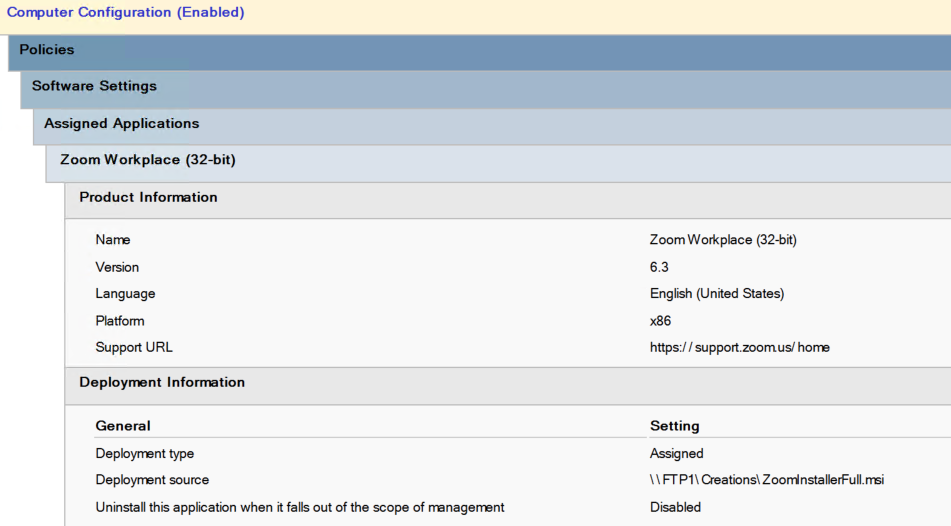 Computer Configuration (Enabled)
Policies
Software Settings
Assigned Applications
Zoom Workplace (32-bit)
Product Information
Name Zoom Workplace (32-bit)
Version 6.3
Language English (United States)
Platform x86
Support URL https://support.zoom.us/home
Deployment Information
General Setting
Deployment type Assigned
Deployment source \\FTP1\Creations\ZoomInstallerFull.msi
Uninstall this application when it falls out of the scope of management Disabled